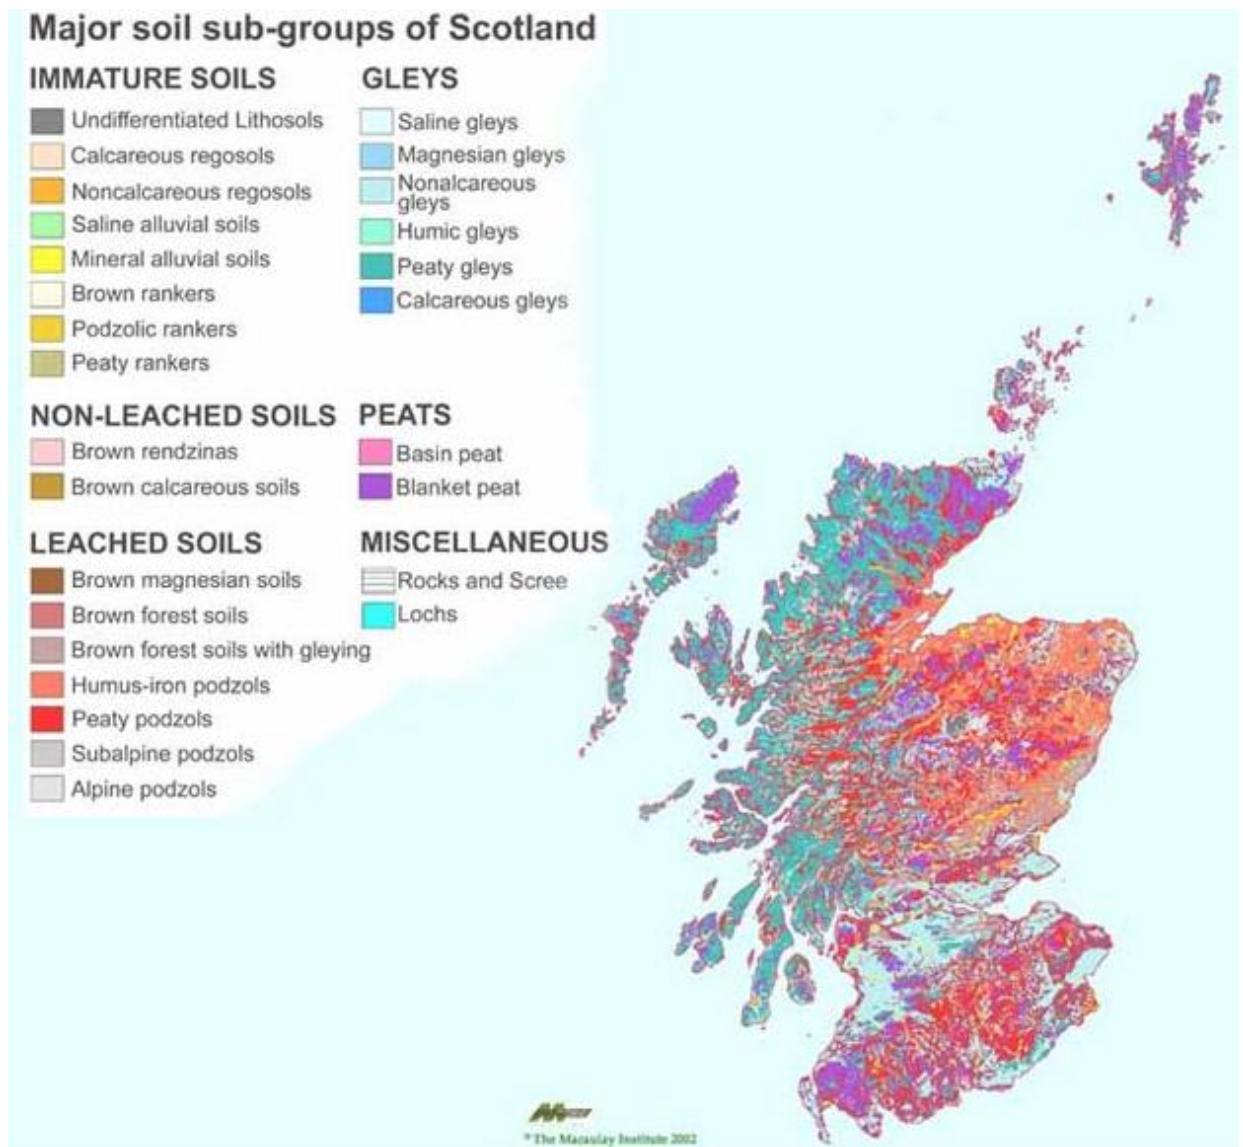 Major soil sub-groups of Scotland
IMMATURE SOILS
Undifferentiated Lithosols
Calcareous regosols
Noncalcareous regosols
Saline alluvial soils
Mineral alluvial soils
Brown rankers
Podzolic rankers
Peaty rankers
NON-LEACHED SOILS
Brown rendzinas
Brown calcareous soils
LEACHED SOILS
Brown magnesian soils
Brown forest soils
Brown forest soils with gleying
Humus-iron podzols
Peaty podzols
Subalpine podzols
Alpine podzols
GLEYS
Saline gleys
Magnesian gleys
Nonalcareous
gleys
Humic gleys
Peaty gleys
Calcareous gleys
PEATS
Basin peat
Blanket peat
MISCELLANEOUS
Rocks and Scree
Lochs
© The Macaulay Institute 2002